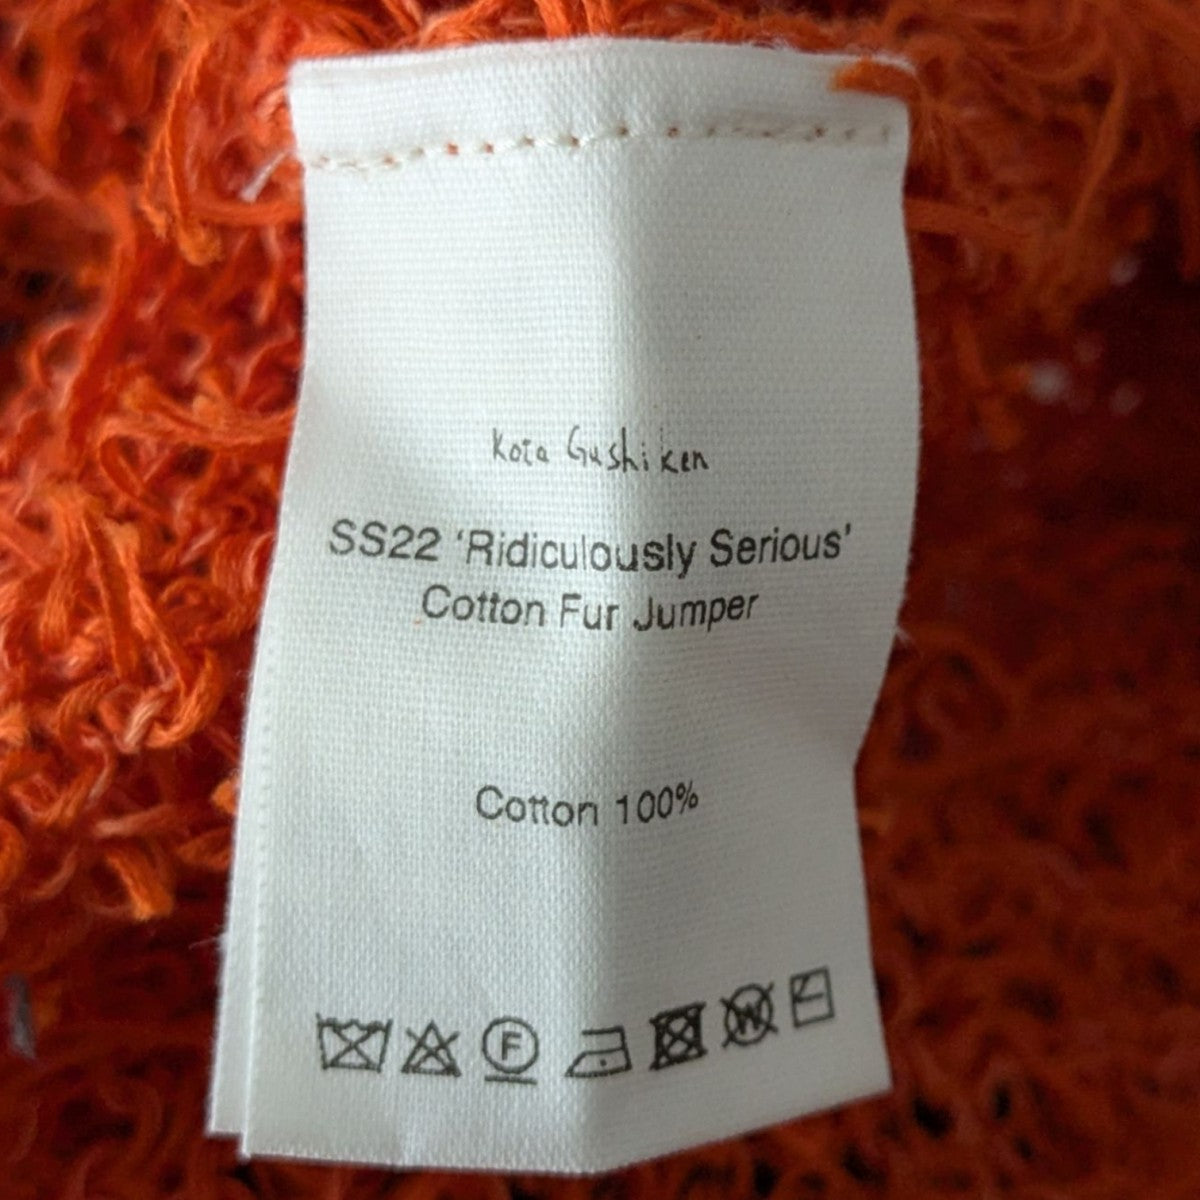 Kota Gushiken
SS22 ‘Ridiculously Serious’
Cotton Fur Jumper
Cotton 100%
F
W